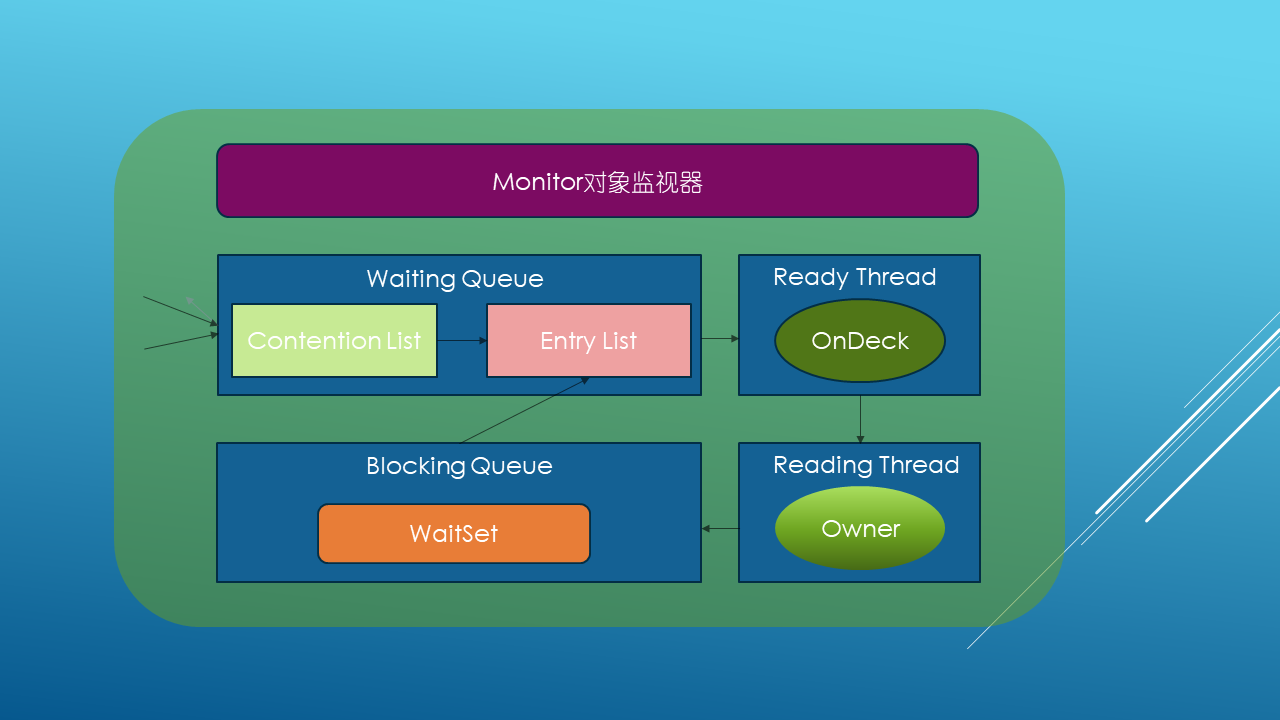 Monitor对象监视器
Waiting Queue
Contention List
Entry List
Ready Thread
OnDeck
Blocking Queue
WaitSet
Reading Thread
Owner